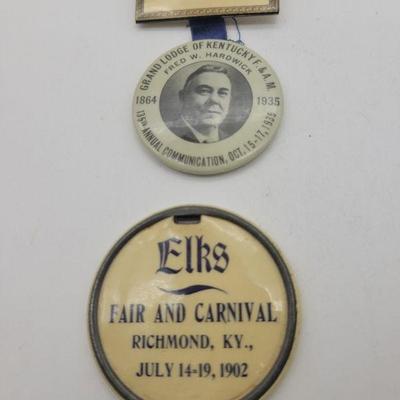 GRAND LODGE OF KENTUCKY F. & A. M.
FRED W. HARDWICK
1864 1935
136TH ANNUAL COMMUNICATION, OCT. 15-17, 1935
Elks
FAIR AND CARNIVAL
RICHMOND, KY.,
JULY 14=19, 1902